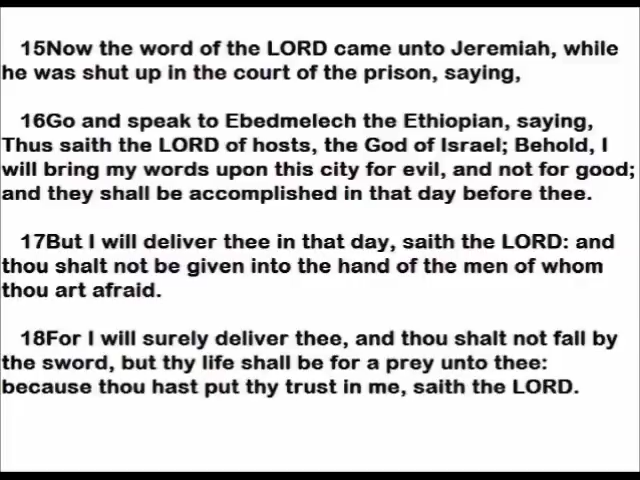 15Now the word of the LORD came unto Jeremiah, while
he was shut up in the court of the prison, saying,
16Go and speak to Ebedmelech the Ethiopian, saying,
Thus saith the LORD of hosts, the God of Israel; Behold, I
will bring my words upon this city for evil, and not for good;
and they shall be accomplished in that day before thee.
17But I will deliver thee in that day, saith the LORD: and
thou shalt not be given into the hand of the men of whom
thou art afraid.
18For I will surely deliver thee, and thou shalt not fall by
the sword, but thy life shall be for a prey unto thee:
because thou hast put thy trust in me, saith the LORD.